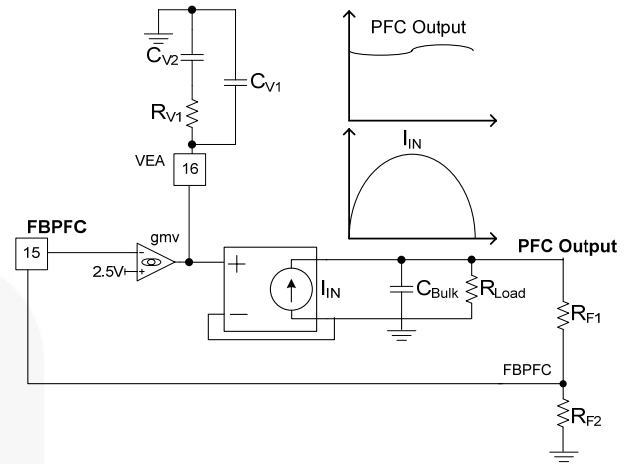 PFC Output
C_V2
C_V1
R_V1
I_IN
VEA
16
FBPFC
gmv
PFC Output
15
-
2.5V
+
+
I_IN
C_Bulk
R_Load
R_F1
-
FBPFC
R_F2